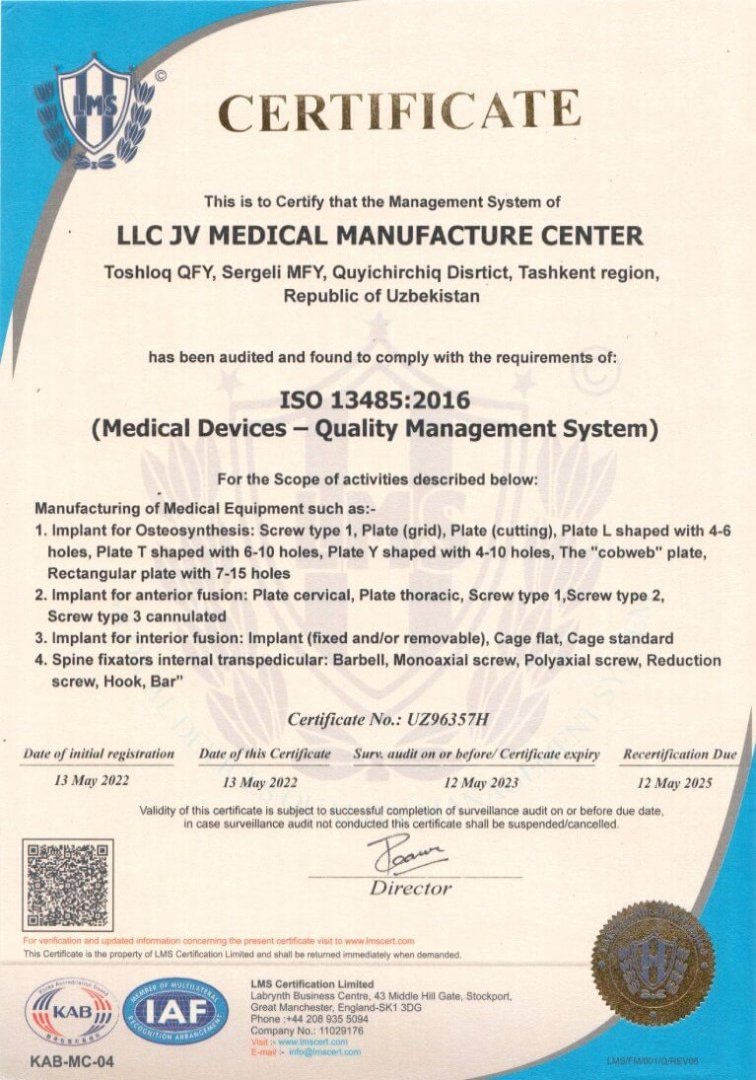 LMS
©
CERTIFICATE
This is to Certify that the Management System of
LLC JV MEDICAL MANUFACTURE CENTER
Toshloq QFY, Sergeli MFY, Quyichirchiq Disrtict, Tashkent region,
Republic of Uzbekistan
has been audited and found to comply with the requirements of:
ISO 13485:2016
(Medical Devices – Quality Management System)
For the Scope of activities described below:
Manufacturing of Medical Equipment such as:-
1. Implant for Osteosynthesis: Screw type 1, Plate (grid), Plate (cutting), Plate L shaped with 4-6
holes, Plate T shaped with 6-10 holes, Plate Y shaped with 4-10 holes, The "cobweb" plate,
Rectangular plate with 7-15 holes
2. Implant for anterior fusion: Plate cervical, Plate thoracic, Screw type 1,Screw type 2,
Screw type 3 cannulated
3. Implant for interior fusion: Implant (fixed and/or removable), Cage flat, Cage standard
4. Spine fixators internal transpedicular: Barbell, Monoaxial screw, Polyaxial screw, Reduction
screw, Hook, Bar”
Certificate No.: UZ96357H
Date of initial registration Date of this Certificate Surv. audit on or before/ Certificate expiry Recertification Due
13 May 2022 13 May 2022 12 May 2023 12 May 2025
Validity of this certificate is subject to successful completion of surveillance audit on or before due date,
in case surveillance audit not conducted this certificate shall be suspended/cancelled.
Director
For verification and updated information concerning the present certificate visit to www.lmscert.com
This Certificate is the property of LMS Certification Limited and shall be returned immediately when demanded.
Korea Accreditation Board
KAB
KAB-MC-04
MEMBER OF MULTILATERAL
IAF
RECOGNITION ARRANGEMENT
LMS Certification Limited
Labrynth Business Centre, 43 Middle Hill Gate, Stockport,
Great Manchester, England-SK1 3DG
Phone :+44 208 935 5094
Company No.: 11029176
Visit :- www.lmscert.com
E-mail :- info@lmscert.com
LMS/FM/001/Q/REV06